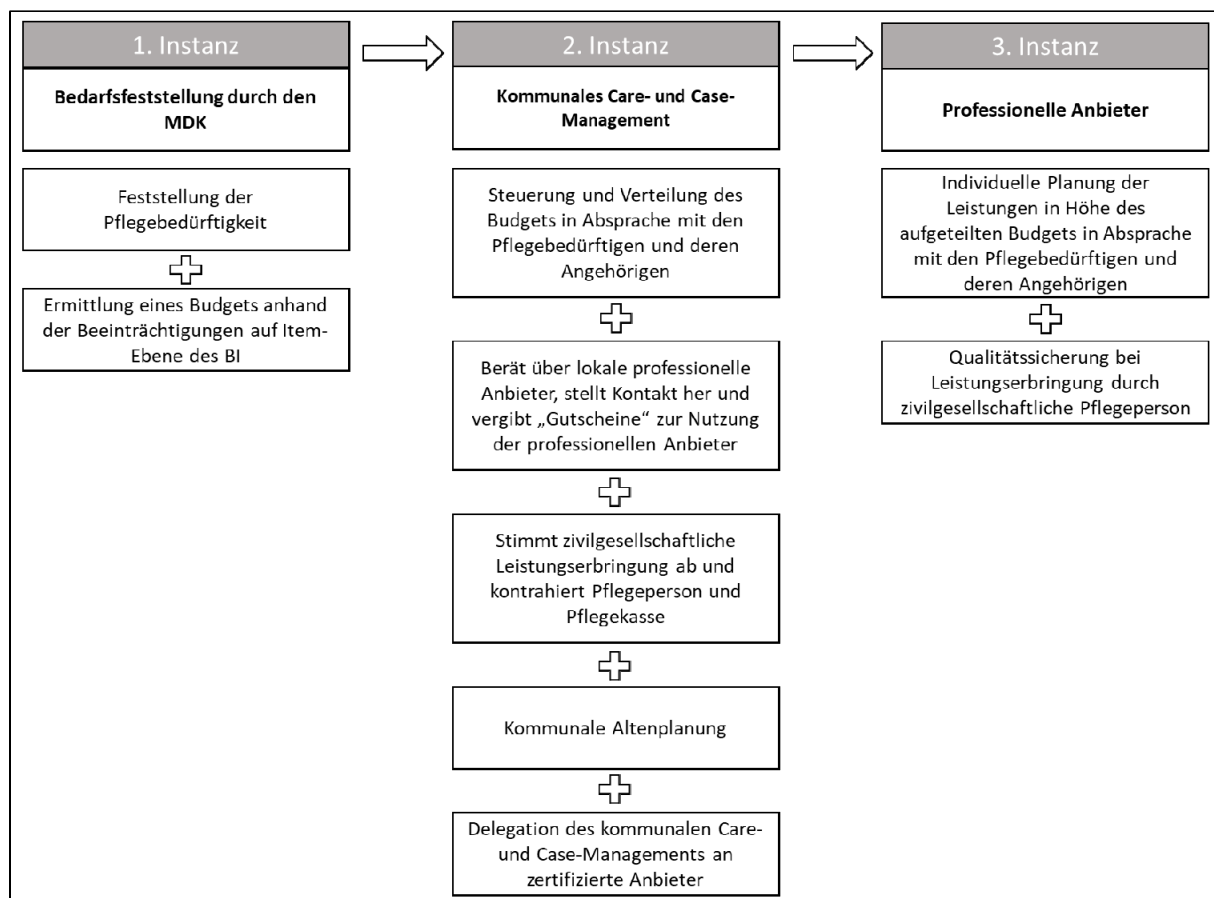 1. Instanz
Bedarfsfeststellung durch den
MDK
Feststellung der
Pflegebedürftigkeit
Ermittlung eines Budgets anhand
der Beeinträchtigungen auf Item-
Ebene des BI
2. Instanz
Kommunales Care- und Case-
Management
Steuerung und Verteilung des
Budgets in Absprache mit den
Pflegebedürftigen und deren
Angehörigen
Berät über lokale professionelle
Anbieter, stellt Kontakt her und
vergibt „Gutscheine“ zur Nutzung
der professionellen Anbieter
Stimmt zivilgesellschaftliche
Leistungserbringung ab und
kontrahiert Pflegeperson und
Pflegekasse
Kommunale Altenplanung
Delegation des kommunalen Care-
und Case-Managements an
zertifizierte Anbieter
3. Instanz
Professionelle Anbieter
Individuelle Planung der
Leistungen in Höhe des
aufgeteilten Budgets in Absprache
mit den Pflegebedürftigen und
deren Angehörigen
Qualitätssicherung bei
Leistungserbringung durch
zivilgesellschaftliche Pflegeperson